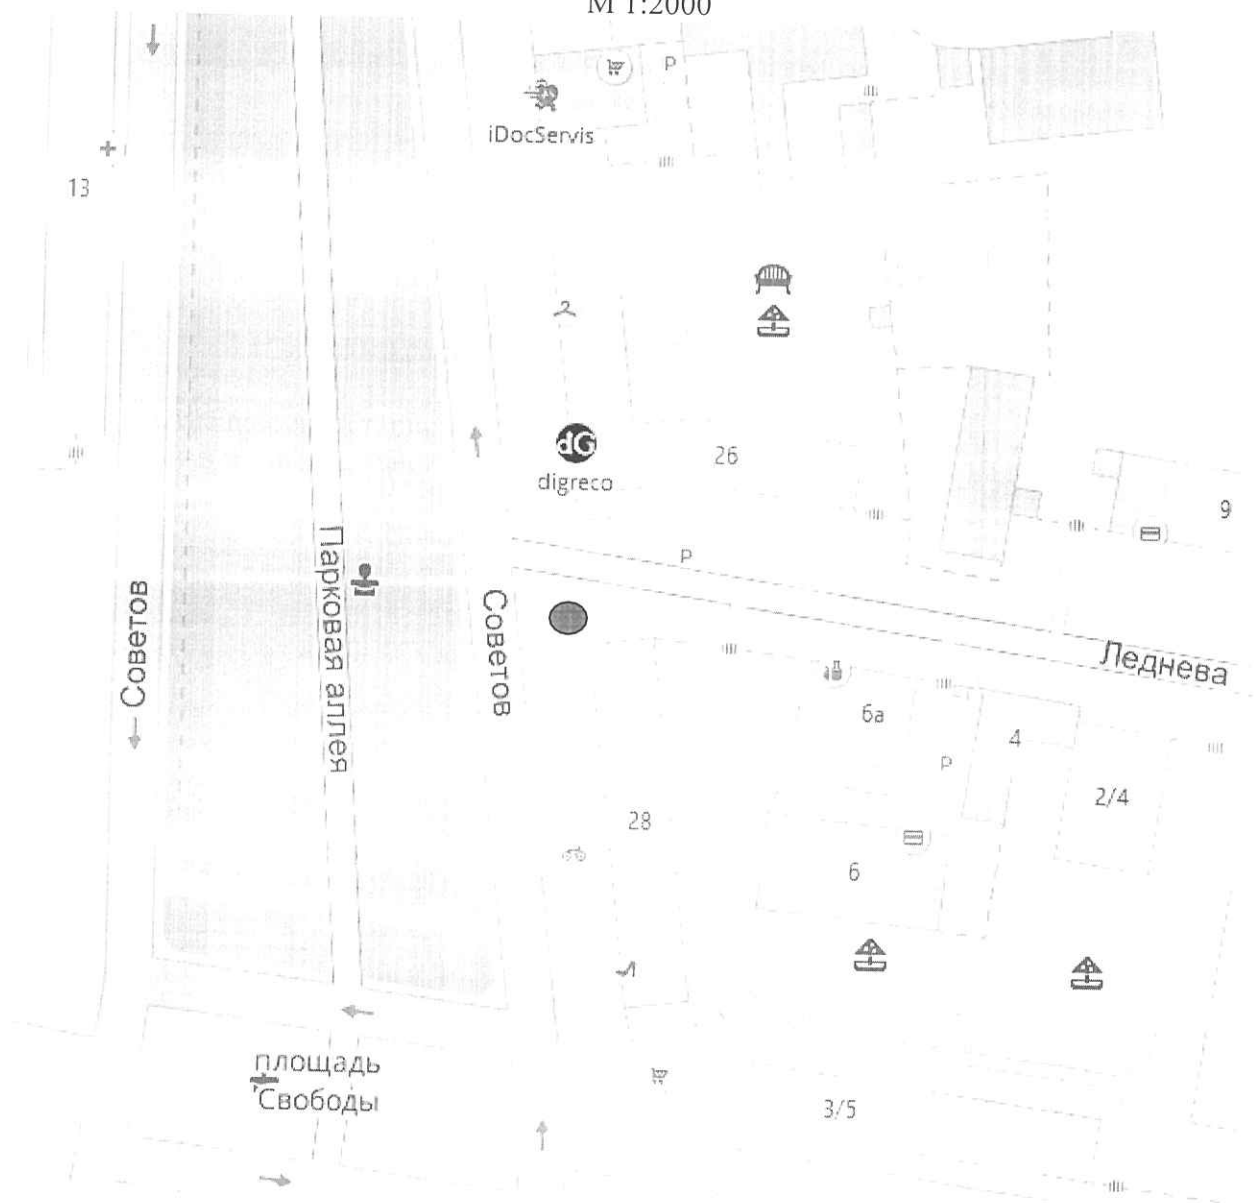 М 1:2000
P
iDocServis
13
dG
digreco
26
9
P
Советов
Парковая аллея
Советов
Леднева
6а
4
P
2/4
28
6
площадь
Свободы
3/5